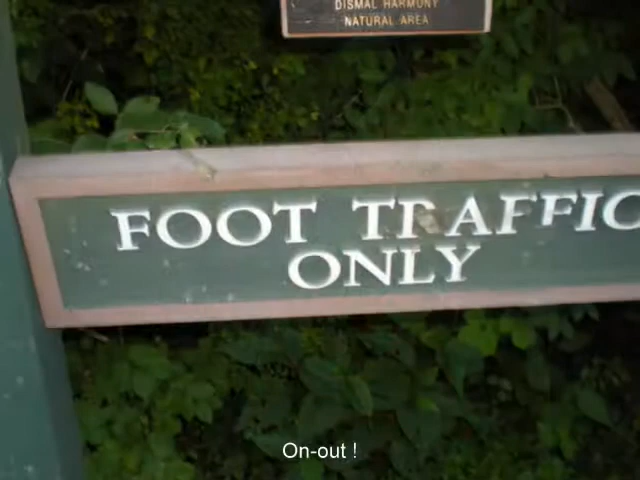 DISMAL HARMONY
NATURAL AREA
FOOT TRAFFIC
ONLY
On-out !